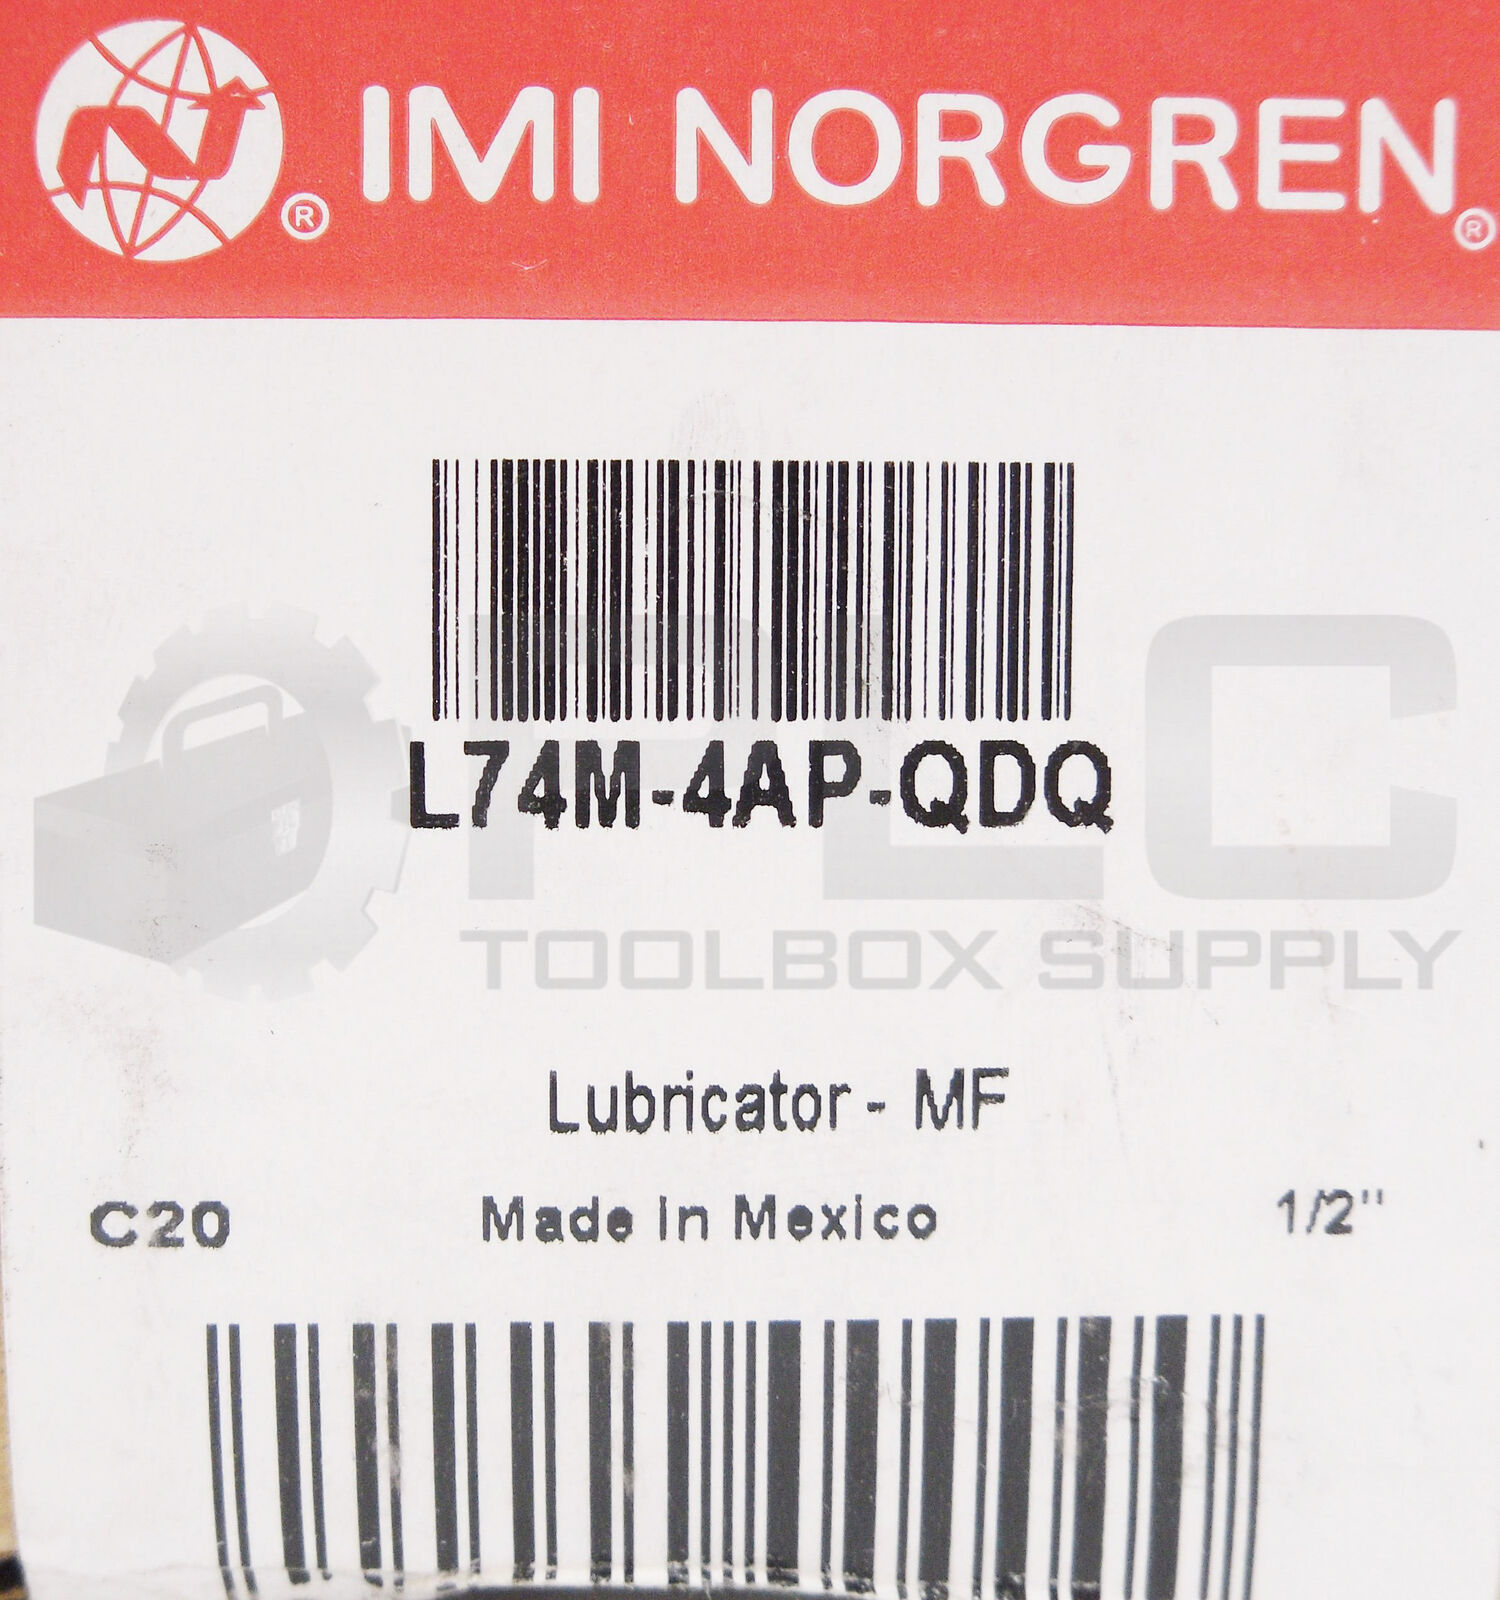 IMI NORGREN®
L74M-4AP-QDQ
PLC
TOOLBOX SUPPLY
Lubricator - MF
C20 Made in Mexico 1/2"